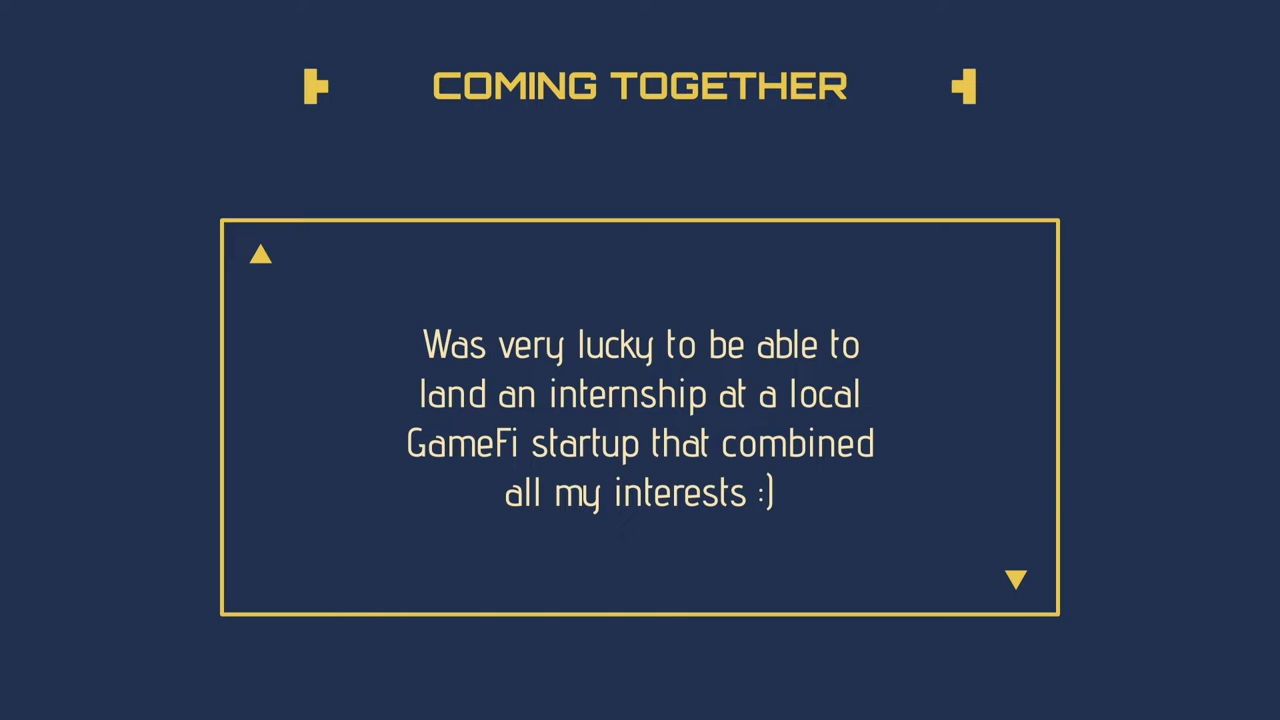 COMING TOGETHER
Was very lucky to be able to
land an internship at a local
GameFi startup that combined
all my interests :)